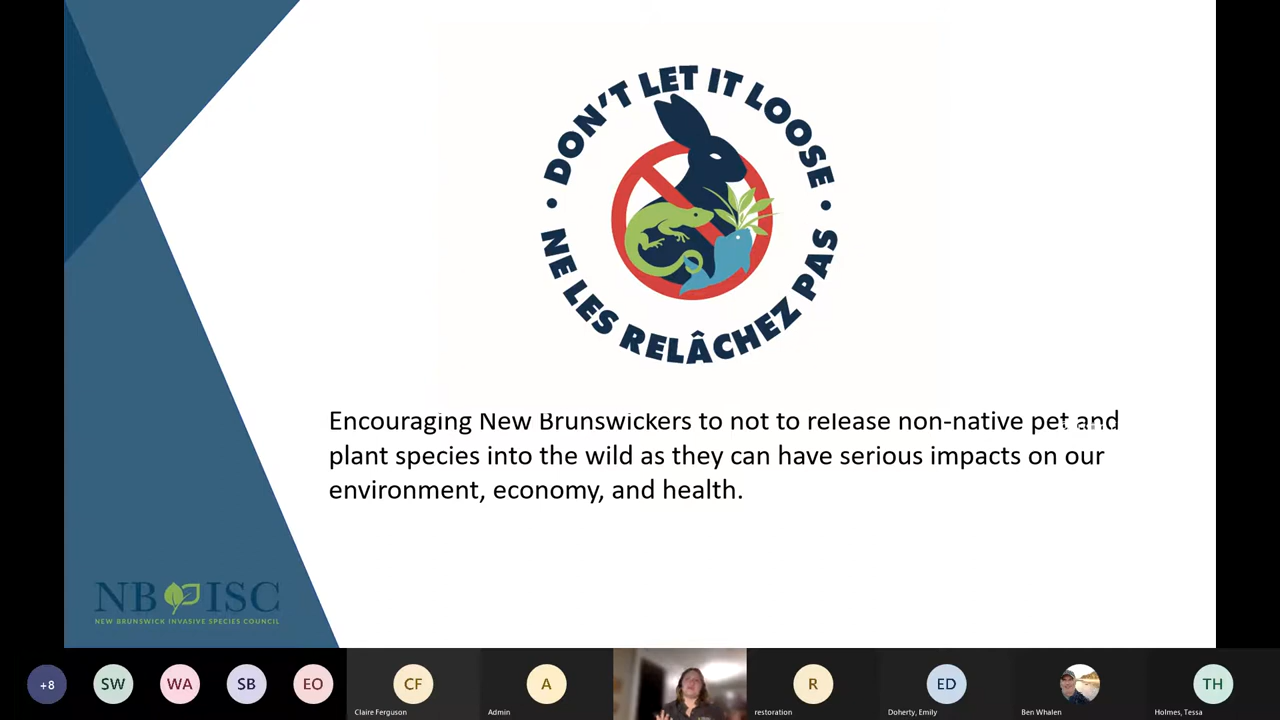 • DON'T LET IT LOOSE •
NE LES RELÂCHEZ PAS
Encouraging New Brunswickers to not to release non-native pet and
plant species into the wild as they can have serious impacts on our
environment, economy, and health.
NB ISC
NEW BRUNSWICK INVASIVE SPECIES COUNCIL
+8 SW WA SB EO CF A R ED TH
Claire Ferguson Admin restoration Doherty, Emily Ben Whalen Holmes, Tessa